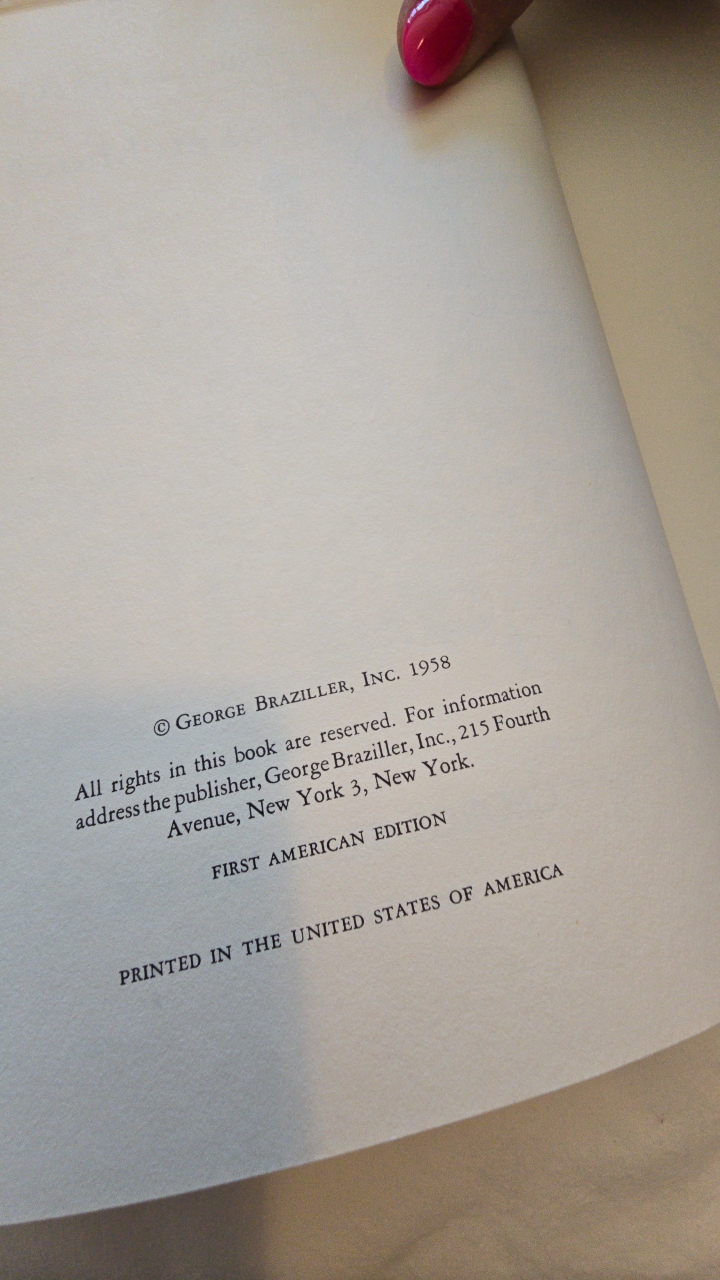 © GEORGE BRAZILLER, INC. 1958
All rights in this book are reserved. For information
address the publisher, George Braziller, Inc., 215 Fourth
Avenue, New York 3, New York.
FIRST AMERICAN EDITION
PRINTED IN THE UNITED STATES OF AMERICA